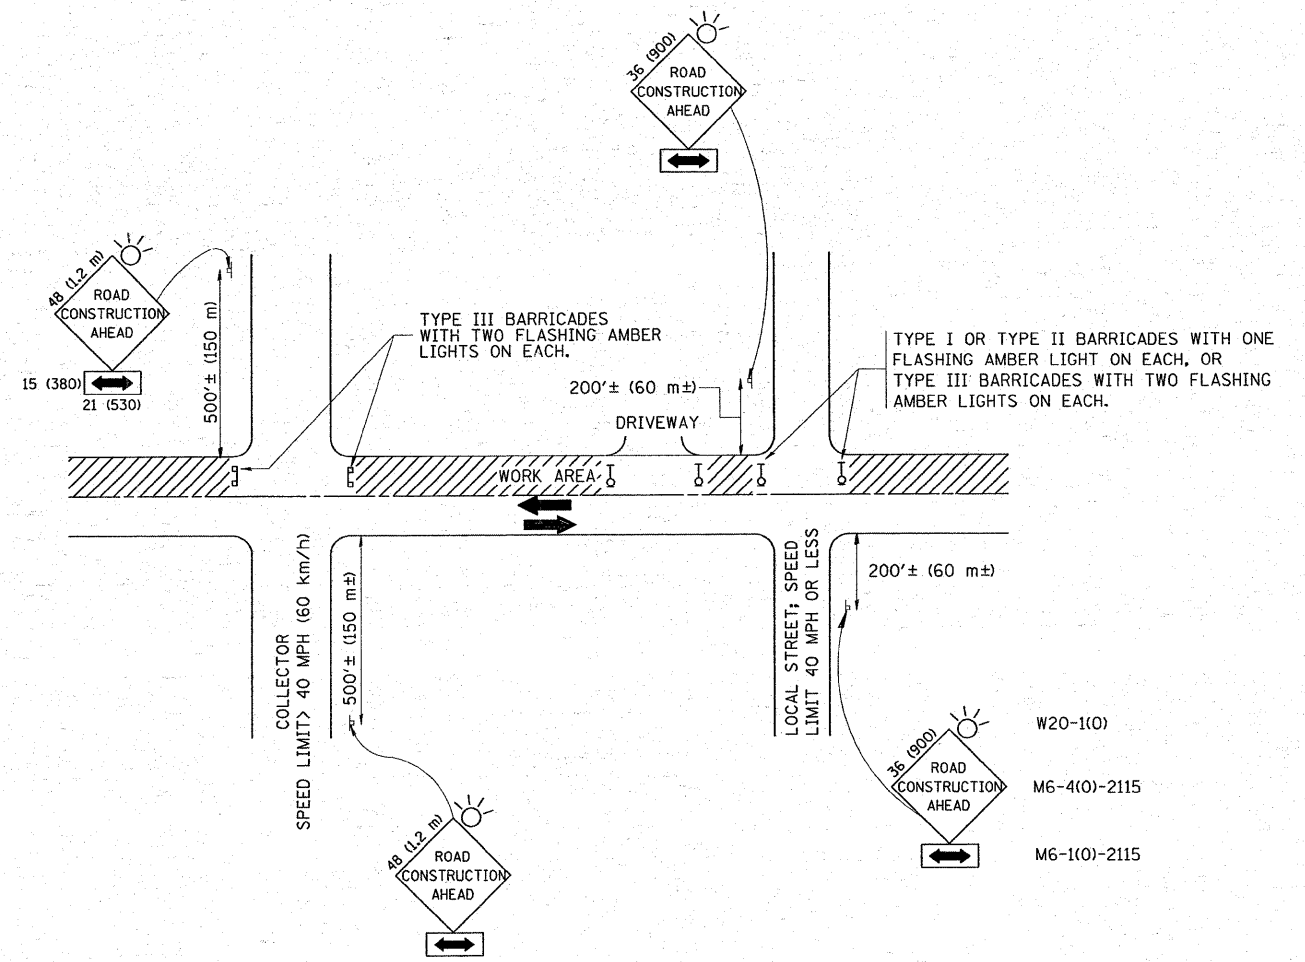 36 (900)
ROAD
CONSTRUCTION
AHEAD
48 (1.2 m)
ROAD
CONSTRUCTION
AHEAD
15 (380)
21 (530)
500'± (150 m)
TYPE III BARRICADES
WITH TWO FLASHING AMBER
LIGHTS ON EACH.
200'± (60 m±)
DRIVEWAY
TYPE I OR TYPE II BARRICADES WITH ONE
FLASHING AMBER LIGHT ON EACH, OR
TYPE III BARRICADES WITH TWO FLASHING
AMBER LIGHTS ON EACH.
WORK AREA
COLLECTOR
SPEED LIMIT> 40 MPH (60 km/h)
500'± (150 m±)
LOCAL STREET; SPEED
LIMIT 40 MPH OR LESS
200'± (60 m±)
48 (1.2 m)
ROAD
CONSTRUCTION
AHEAD
36 (900)
ROAD
CONSTRUCTION
AHEAD
W20-1(O)
M6-4(O)-2115
M6-1(O)-2115